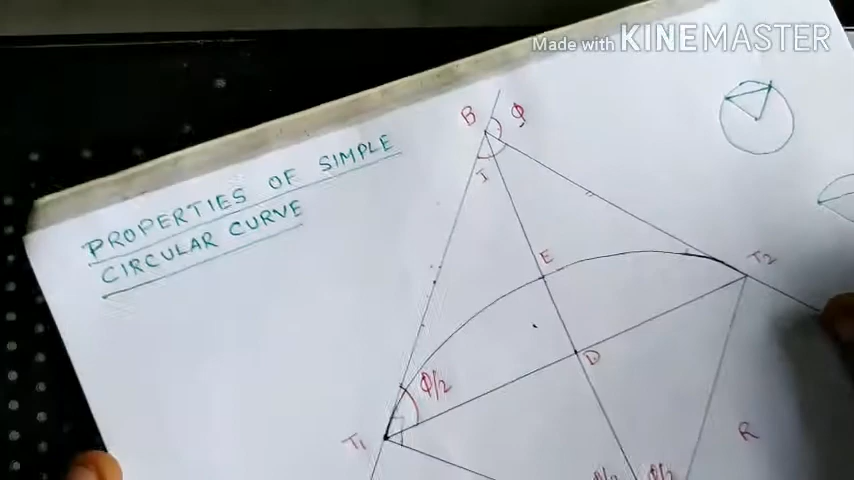 Made with KINEMASTER
PROPERTIES OF SIMPLE
CIRCULAR CURVE
B
φ
I
E
T2
D
φ/2
T1
R
φ/2 φ/2